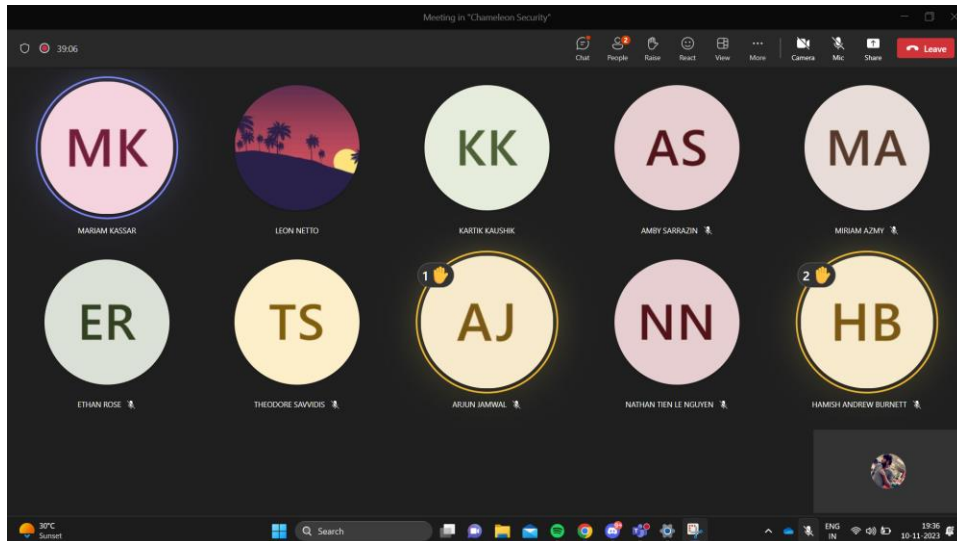 Meeting in "Chameleon Security"
39:06
2
Chat People Raise React View More Camera Mic Share Leave
MK KK AS MA
MARIAM KASSAR LEON NETTO KARTIK KAUSHIK AMBY SARRAZIN MIRIAM AZMY
1 2
ER TS AJ NN HB
ETHAN ROSE THEODORE SAVVIDIS ARJUN JAMWAL NATHAN TIEN LE NGUYEN HAMISH ANDREW BURNETT
30°C
Sunset
Search
ENG
IN
19:36
10-11-2023